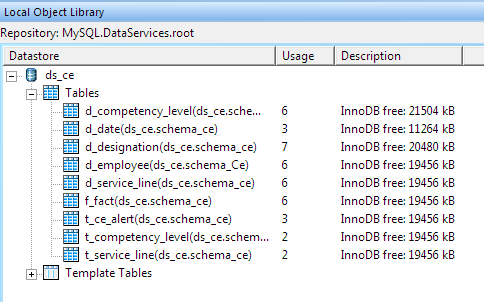 Local Object Library
Repository: MySQL.DataServices.root
Datastore Usage Description
ds_ce
Tables
d_competency_level(ds_ce.sche... 6 InnoDB free: 21504 kB
d_date(ds_ce.schema_ce) 3 InnoDB free: 11264 kB
d_designation(ds_ce.schema_ce) 7 InnoDB free: 20480 kB
d_employee(ds_ce.schema_Ce) 6 InnoDB free: 19456 kB
d_service_line(ds_ce.schema_ce) 6 InnoDB free: 19456 kB
f_fact(ds_ce.schema_ce) 6 InnoDB free: 19456 kB
t_ce_alert(ds_ce.schema_ce) 3 InnoDB free: 19456 kB
t_competency_level(ds_ce.schem... 2 InnoDB free: 19456 kB
t_service_line(ds_ce.schema_ce) 2 InnoDB free: 19456 kB
Template Tables